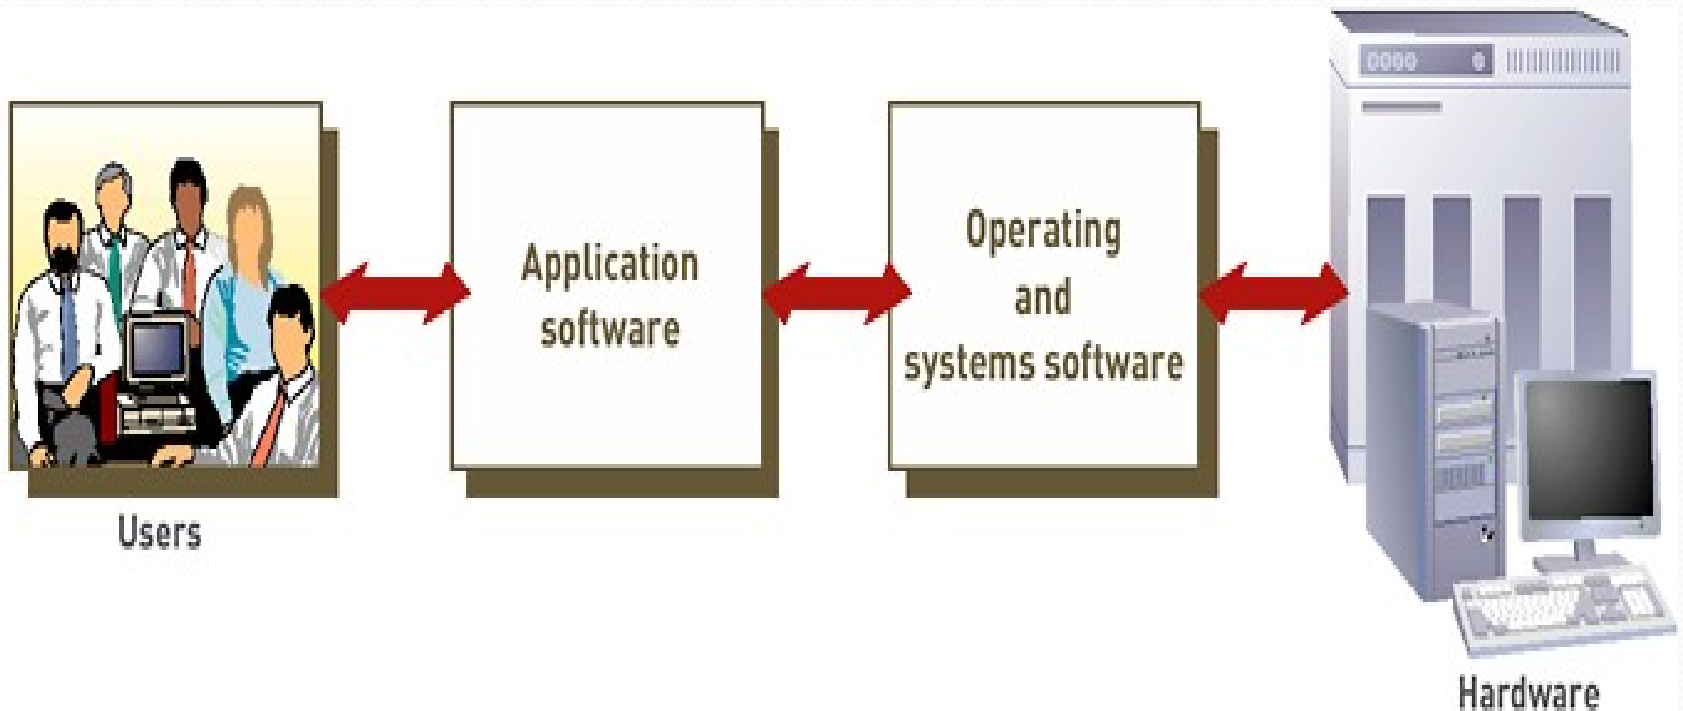 Application
software
Operating
and
systems software
Users
Hardware